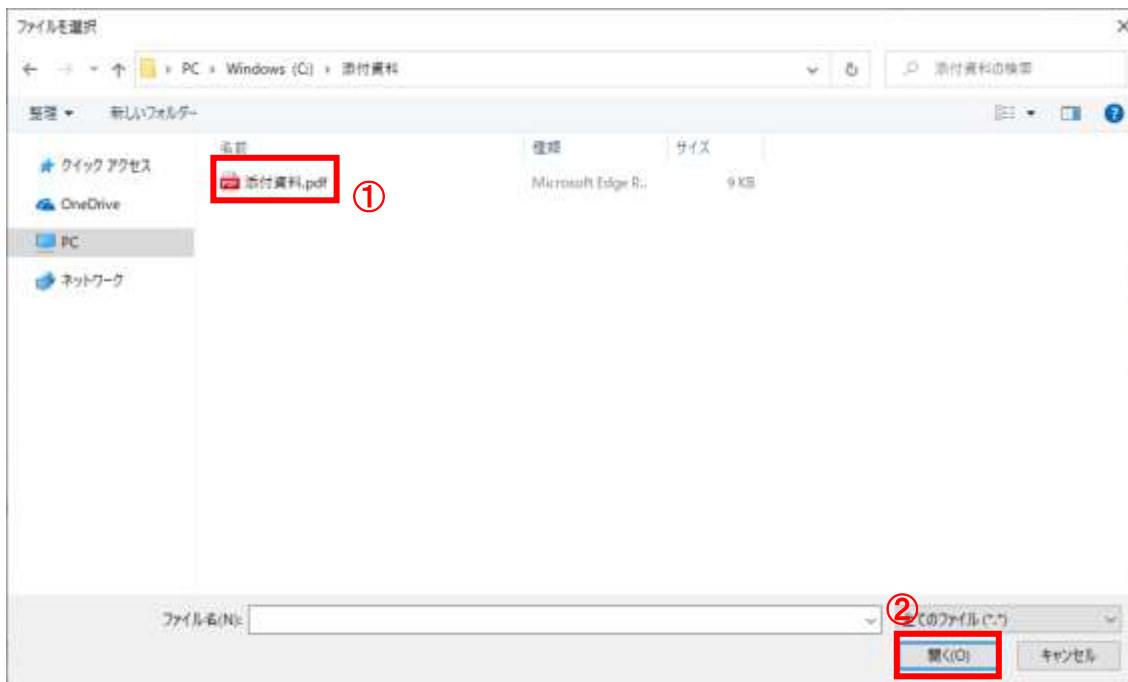 ファイルを選択
PC › Windows (C:) › 添付資料
添付資料の検索
整理
新しいフォルダー
名前 種類 サイズ
クイック アクセス
添付資料.pdf Microsoft Edge R... 9 KB
①
OneDrive
PC
ネットワーク
②
ファイル名(N): 全てのファイル (*.*)
開く(O) キャンセル